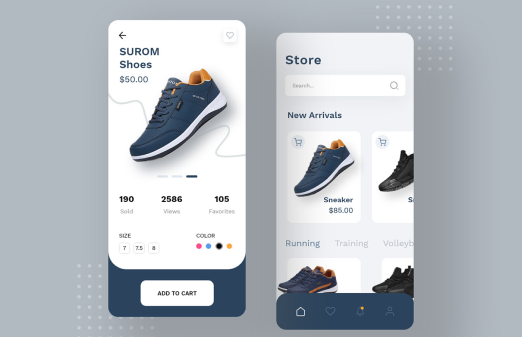 SUROM
Shoes
$50.00
190 2586 105
Sold Views Favorites
SIZE COLOR
7 7.5 8
ADD TO CART
Store
Search...
New Arrivals
Sneaker
$85.00
Running Training Volleyb